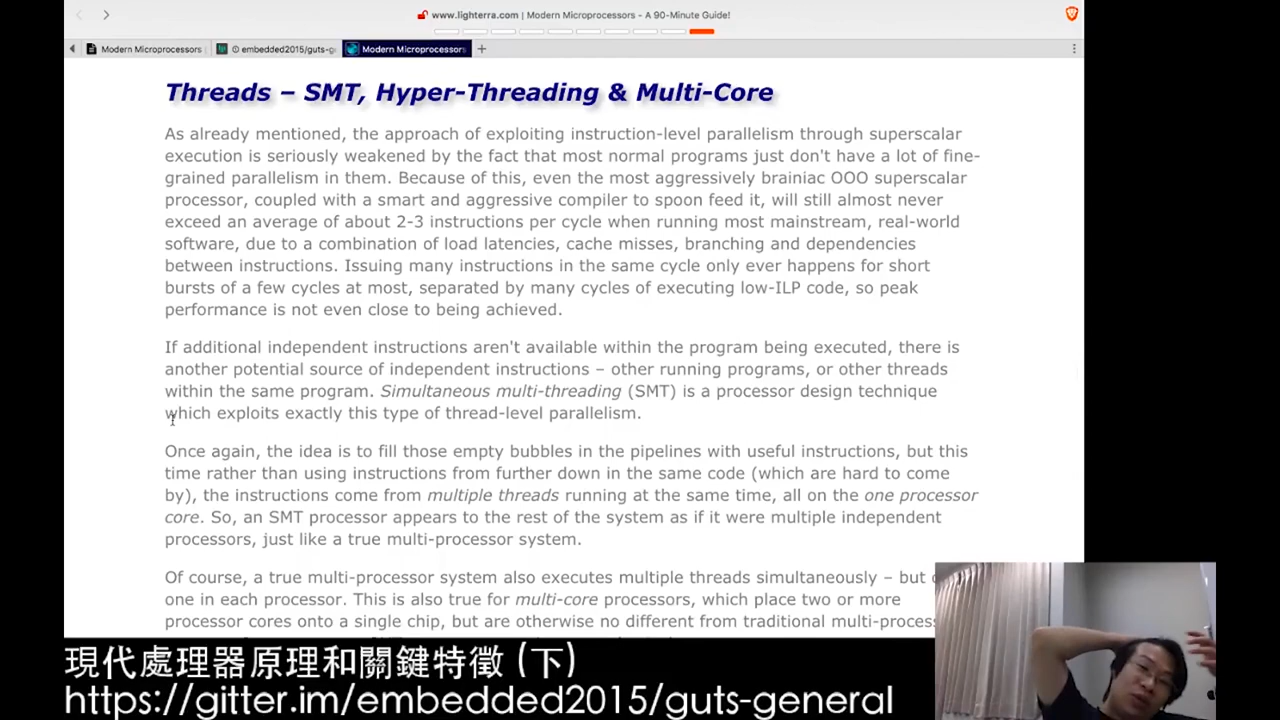 www.lighterra.com | Modern Microprocessors - A 90-Minute Guide!
Modern Microprocessors
embedded2015/guts-g
Modern Microprocessors
Threads – SMT, Hyper-Threading & Multi-Core
As already mentioned, the approach of exploiting instruction-level parallelism through superscalar
execution is seriously weakened by the fact that most normal programs just don't have a lot of fine-
grained parallelism in them. Because of this, even the most aggressively brainiac OOO superscalar
processor, coupled with a smart and aggressive compiler to spoon feed it, will still almost never
exceed an average of about 2-3 instructions per cycle when running most mainstream, real-world
software, due to a combination of load latencies, cache misses, branching and dependencies
between instructions. Issuing many instructions in the same cycle only ever happens for short
bursts of a few cycles at most, separated by many cycles of executing low-ILP code, so peak
performance is not even close to being achieved.
If additional independent instructions aren't available within the program being executed, there is
another potential source of independent instructions – other running programs, or other threads
within the same program. Simultaneous multi-threading (SMT) is a processor design technique
which exploits exactly this type of thread-level parallelism.
Once again, the idea is to fill those empty bubbles in the pipelines with useful instructions, but this
time rather than using instructions from further down in the same code (which are hard to come
by), the instructions come from multiple threads running at the same time, all on the one processor
core. So, an SMT processor appears to the rest of the system as if it were multiple independent
processors, just like a true multi-processor system.
Of course, a true multi-processor system also executes multiple threads simultaneously – but
one in each processor. This is also true for multi-core processors, which place two or more
processor cores onto a single chip, but are otherwise no different from traditional multi-process
現代處理器原理和關鍵特徵 (下)
https://gitter.im/embedded2015/guts-general